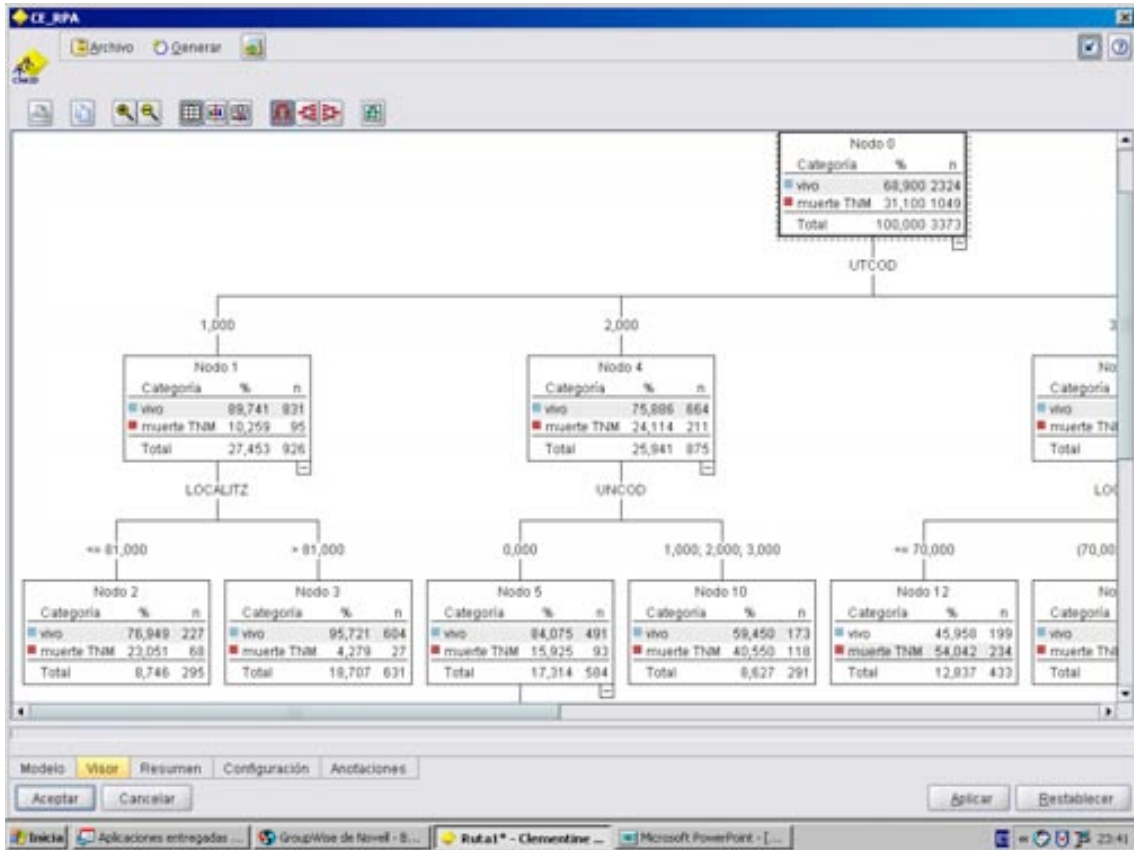 CE_RPA
Archivo Generar
CHAID
Nodo 0
Categoría % n
vivo 68,900 2324
muerte TNM 31,100 1049
Total 100,000 3373
UTCOD
1,000 2,000 3
Nodo 1
Categoría % n
vivo 89,741 831
muerte TNM 10,259 95
Total 27,453 926
Nodo 4
Categoría % n
vivo 75,886 664
muerte TNM 24,114 211
Total 25,941 875
No
Categoría
vivo
muerte TN
Total
LOCALITZ UNCOD LOC
<= 81,000 > 81,000 0,000 1,000; 2,000; 3,000 <= 70,000 (70,00
Nodo 2
Categoría % n
vivo 76,949 227
muerte TNM 23,051 68
Total 8,746 295
Nodo 3
Categoría % n
vivo 95,721 604
muerte TNM 4,279 27
Total 18,707 631
Nodo 5
Categoría % n
vivo 84,075 491
muerte TNM 15,925 93
Total 17,314 584
Nodo 10
Categoría % n
vivo 59,450 173
muerte TNM 40,550 118
Total 8,627 291
Nodo 12
Categoría % n
vivo 45,958 199
muerte TNM 54,042 234
Total 12,837 433
No
Categoría
vivo
muerte TN
Total
Modelo Visor Resumen Configuración Anotaciones
Aceptar Cancelar Aplicar Restablecer
Inicio Aplicaciones entregadas ... GroupWise de Novell - B... Ruta1* - Clementine ... Microsoft PowerPoint - [... 23:41